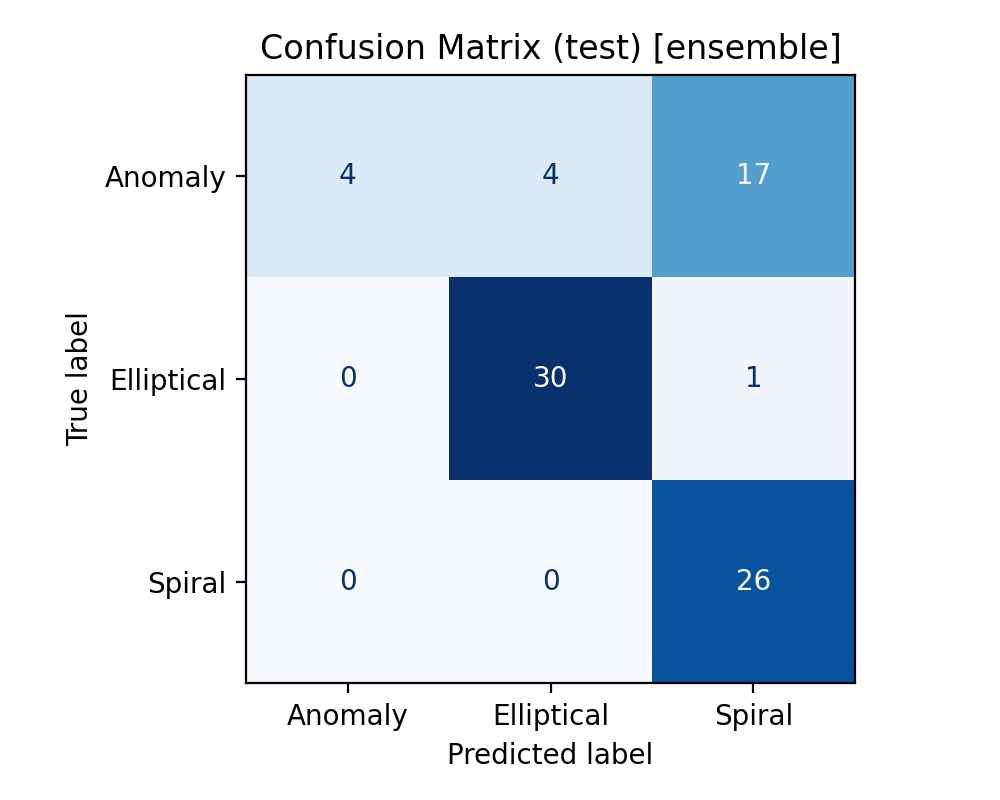 Confusion Matrix (test) [ensemble]
True label
Anomaly 4 4 17
Elliptical 0 30 1
Spiral 0 0 26
Anomaly Elliptical Spiral
Predicted label